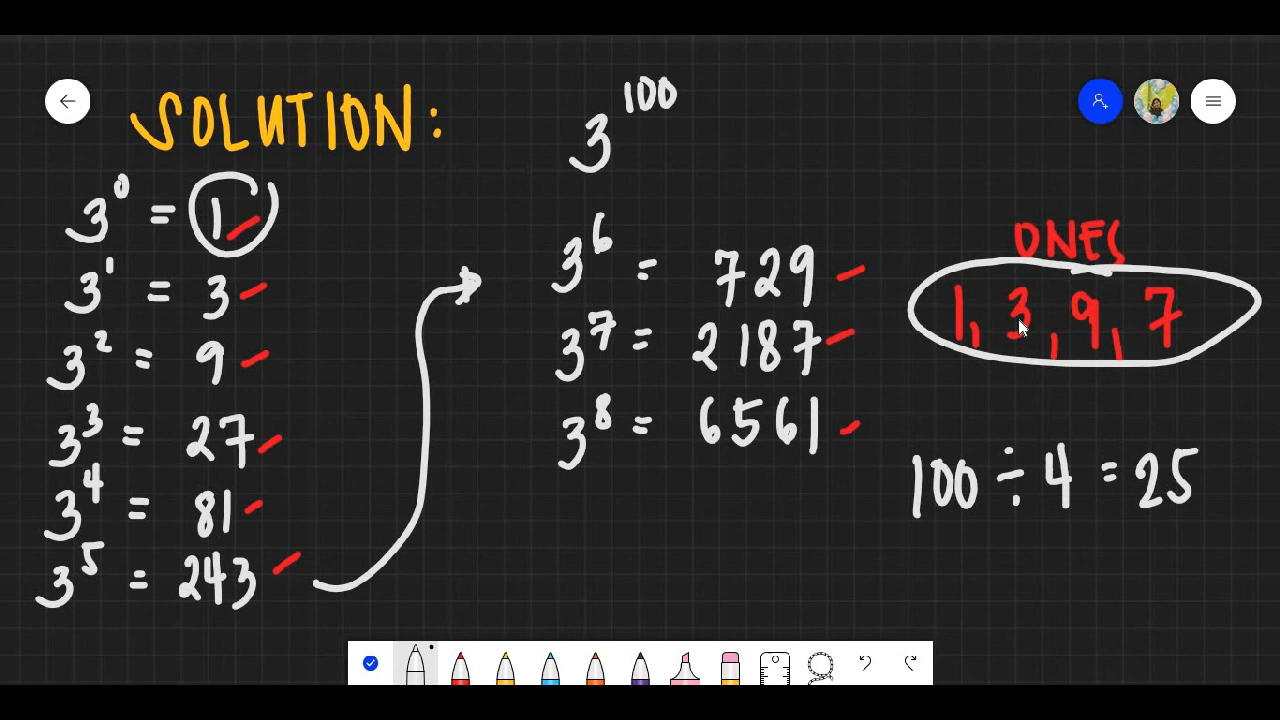 SOLUTION:
3^0 = 1
3^1 = 3
3^2 = 9
3^3 = 27
3^4 = 81
3^5 = 243
3^100
3^6 = 729
3^7 = 2187
3^8 = 6561
ONES
1, 3, 9, 7
100 ÷ 4 = 25